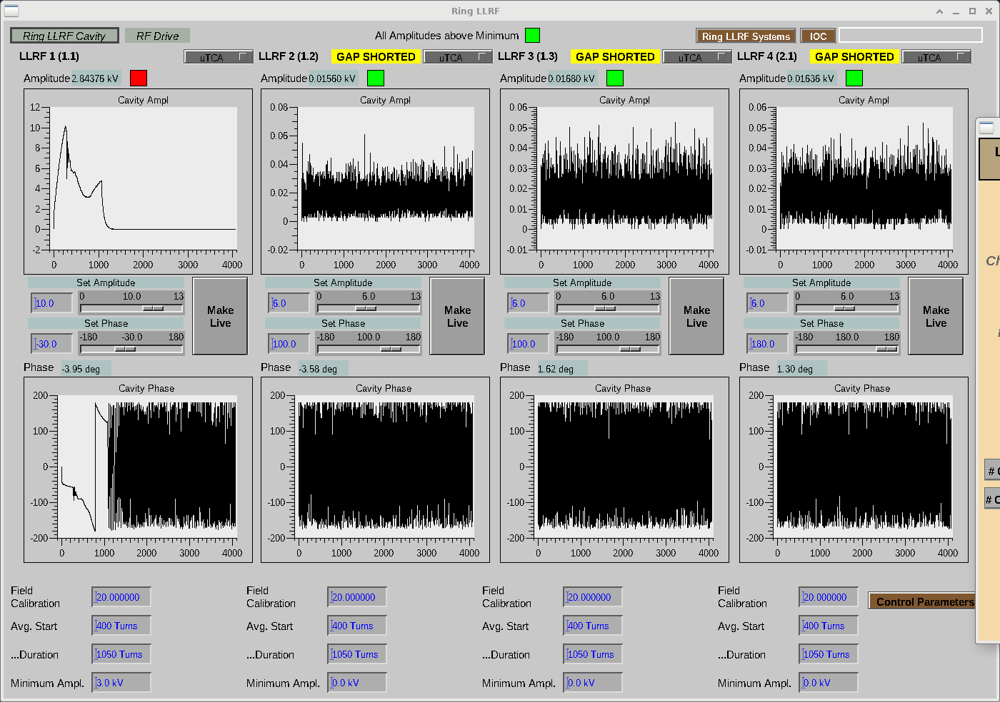 Ring LLRF
Ring LLRF Cavity RF Drive All Amplitudes above Minimum Ring LLRF Systems IOC
LLRF 1 (1.1) uTCA LLRF 2 (1.2) GAP SHORTED uTCA LLRF 3 (1.3) GAP SHORTED uTCA LLRF 4 (2.1) GAP SHORTED uTCA
Amplitude 2.84376 kV Amplitude 0.01560 kV Amplitude 0.01680 kV Amplitude 0.01636 kV
Cavity Ampl
12
10
8
6
4
2
0
-2
0 1000 2000 3000 4000
Cavity Ampl
0.08
0.06
0.04
0.02
0
-0.02
0 1000 2000 3000 4000
Cavity Ampl
0.06
0.05
0.04
0.03
0.02
0.01
0
-0.01
0 1000 2000 3000 4000
Cavity Ampl
0.06
0.05
0.04
0.03
0.02
0.01
0
-0.01
0 1000 2000 3000 4000
Set Amplitude
10.0 0 10.0 13
Set Phase
-30.0 -180 -30.0 180
Make
Live
Set Amplitude
6.0 0 6.0 13
Set Phase
100.0 -180 100.0 180
Make
Live
Set Amplitude
6.0 0 6.0 13
Set Phase
100.0 -180 100.0 180
Make
Live
Set Amplitude
6.0 0 6.0 13
Set Phase
180.0 -180 180.0 180
Make
Live
Phase -3.95 deg Phase -3.58 deg Phase 1.62 deg Phase 1.30 deg
Cavity Phase
200
100
0
-100
-200
0 1000 2000 3000 4000
Cavity Phase
200
100
0
-100
-200
0 1000 2000 3000 4000
Cavity Phase
200
100
0
-100
-200
0 1000 2000 3000 4000
Cavity Phase
200
100
0
-100
-200
0 1000 2000 3000 4000
Field
Calibration 20.000000
Avg. Start 400 Turns
...Duration 1050 Turns
Minimum Ampl. 3.0 kV
Field
Calibration 20.000000
Avg. Start 400 Turns
...Duration 1050 Turns
Minimum Ampl. 0.0 kV
Field
Calibration 20.000000
Avg. Start 400 Turns
...Duration 1050 Turns
Minimum Ampl. 0.0 kV
Field
Calibration 20.000000
Avg. Start 400 Turns
...Duration 1050 Turns
Minimum Ampl. 0.0 kV
Control Parameters